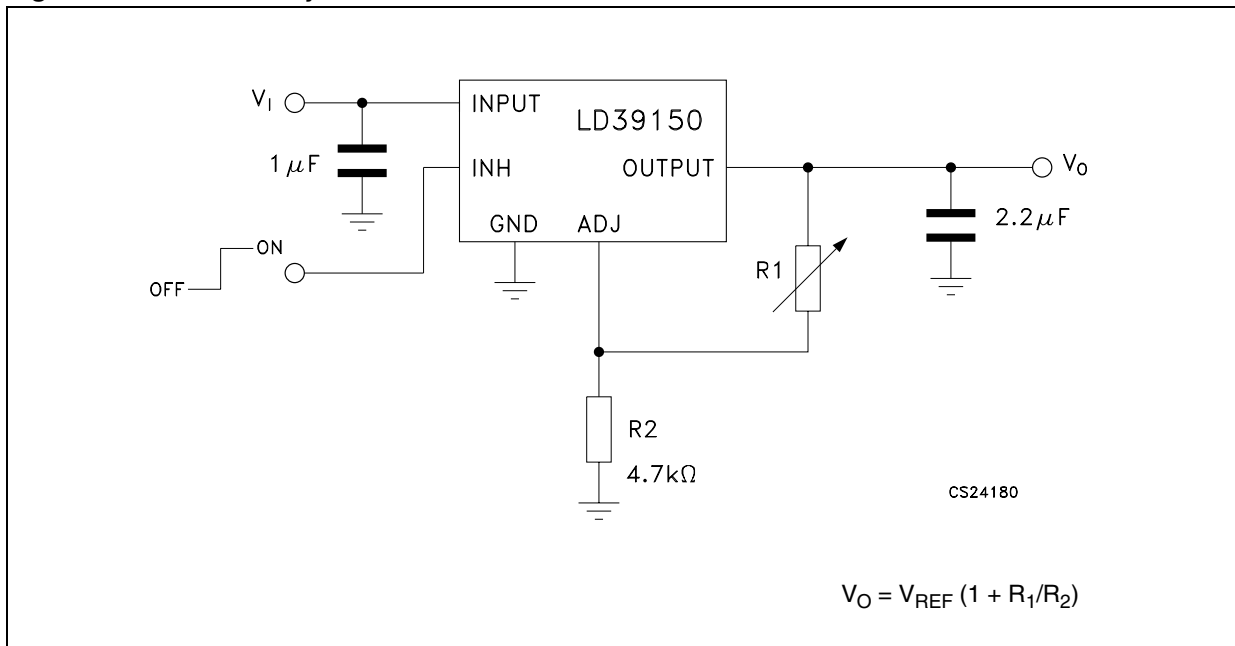 V_I
INPUT
LD39150
1 μF
INH
OUTPUT
V_O
GND
ADJ
2.2μF
ON
OFF
R1
R2
4.7kΩ
CS24180
V_O = V_REF (1 + R_1/R_2)